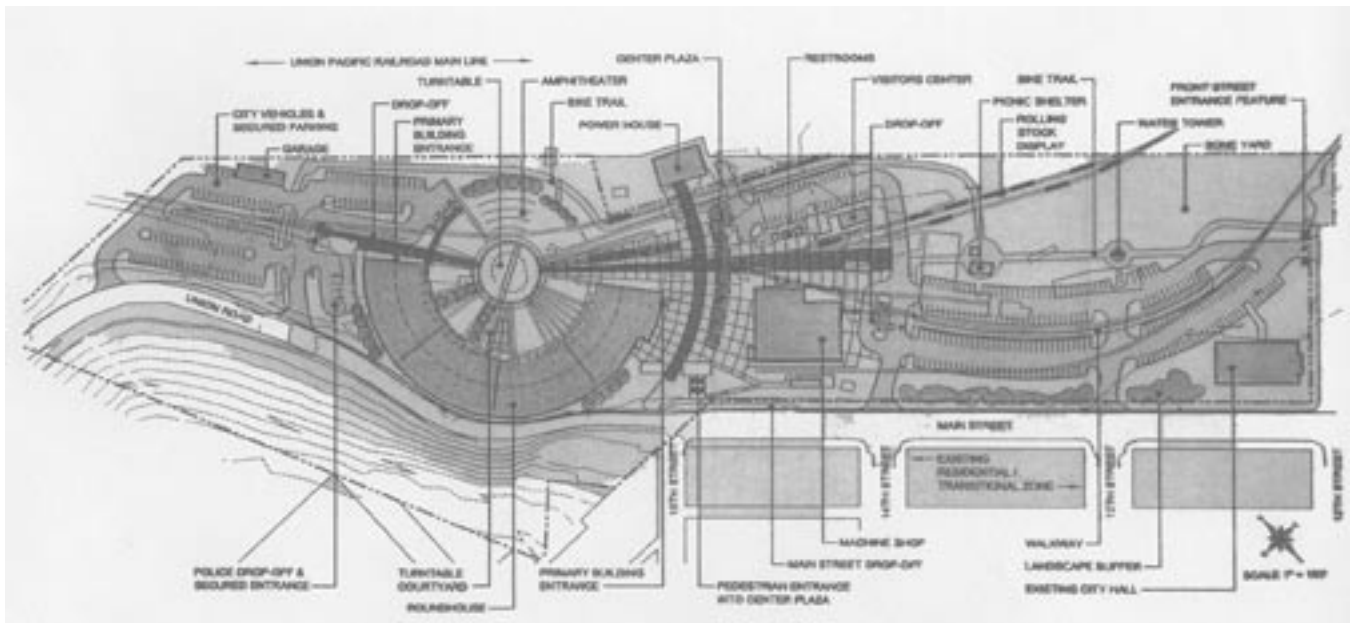 UNION PACIFIC RAILROAD MAIN LINE
CENTER PLAZA
RESTROOMS
TURNTABLE
AMPHITHEATER
VISITORS CENTER
BIKE TRAIL
FRONT STREET
ENTRANCE FEATURE
CITY VEHICLES &
SECURED PARKING
DROP-OFF
BIKE TRAIL
PICNIC SHELTER
GARAGE
PRIMARY
BUILDING
ENTRANCE
POWER HOUSE
DROP-OFF
ROLLING
STOCK
DISPLAY
WATER TOWER
BONE YARD
UNION ROAD
MAIN STREET
EXISTING
RESIDENTIAL /
TRANSITIONAL ZONE
14TH STREET
MACHINE SHOP
WALKWAY
MAIN STREET DROP-OFF
LANDSCAPE BUFFER
POLICE DROP-OFF &
SECURED ENTRANCE
TURNTABLE
COURTYARD
PRIMARY BUILDING
ENTRANCE
PEDESTRIAN ENTRANCE
INTO CENTER PLAZA
EXISTING CITY HALL
ROUNDHOUSE